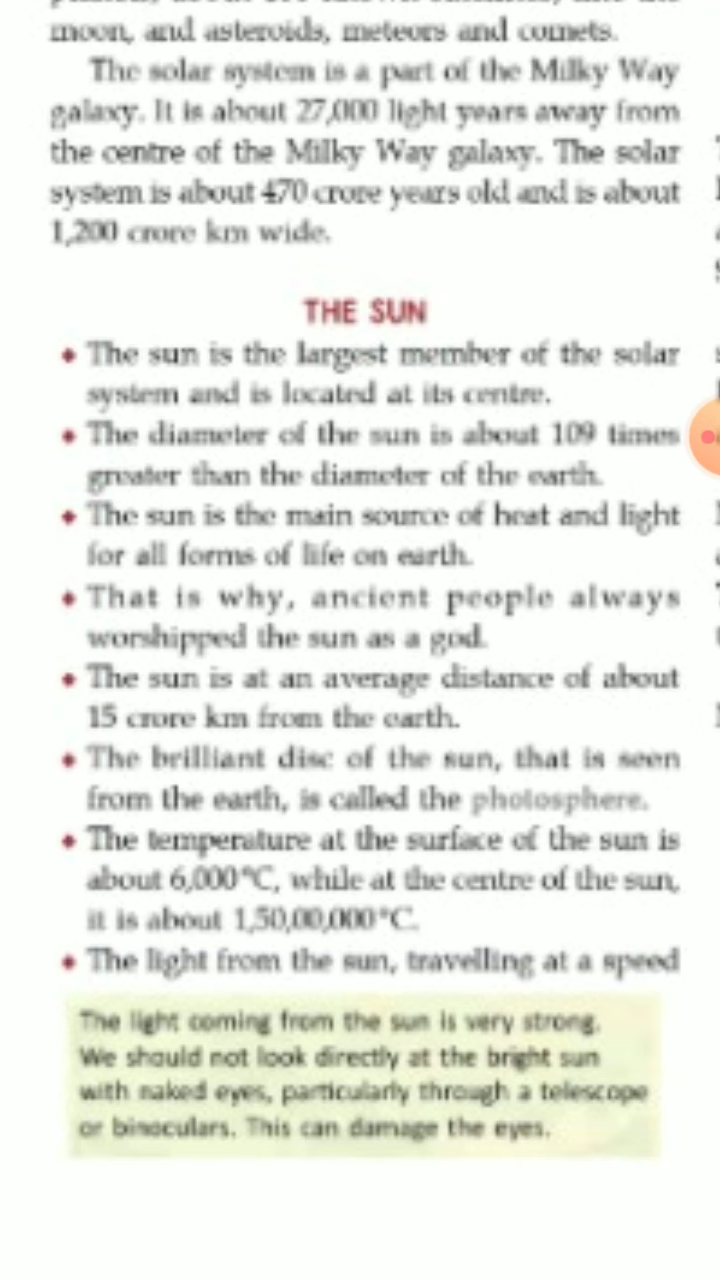 moon, and asteroids, meteors and comets.
The solar system is a part of the Milky Way
galaxy. It is about 27,000 light years away from
the centre of the Milky Way galaxy. The solar
system is about 470 crore years old and is about
1,200 crore km wide.
THE SUN
• The sun is the largest member of the solar
system and is located at its centre.
• The diameter of the sun is about 109 times
greater than the diameter of the earth.
• The sun is the main source of heat and light
for all forms of life on earth.
• That is why, ancient people always
worshipped the sun as a god.
• The sun is at an average distance of about
15 crore km from the earth.
• The brilliant disc of the sun, that is seen
from the earth, is called the photosphere.
• The temperature at the surface of the sun is
about 6,000°C, while at the centre of the sun,
it is about 1,50,00,000°C.
• The light from the sun, travelling at a speed
The light coming from the sun is very strong.
We should not look directly at the bright sun
with naked eyes, particularly through a telescope
or binoculars. This can damage the eyes.